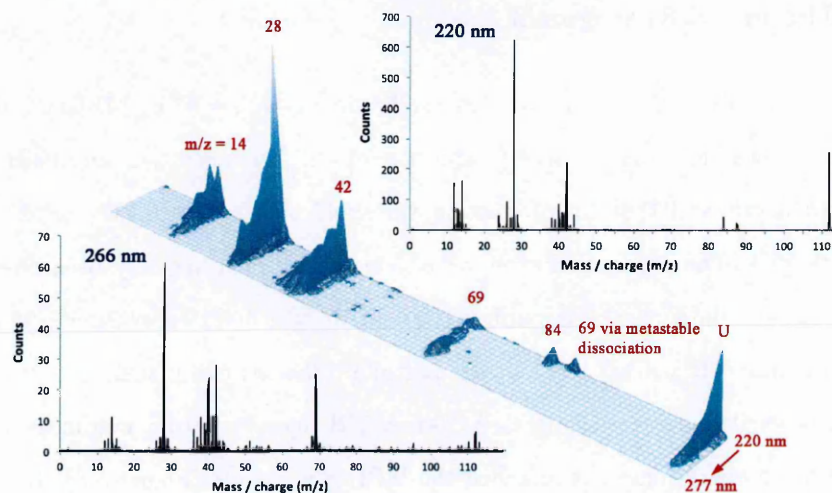 28
220 nm
m/z = 14
42
700
600
500
400
300
200
100
0
Counts
0 10 20 30 40 50 60 70 80 90 100 110
Mass / charge (m/z)
266 nm
70
60
50
40
30
20
10
0
Counts
0 10 20 30 40 50 60 70 80 90 100 110
Mass / charge (m/z)
69
84
69 via metastable
dissociation
U
220 nm
277 nm